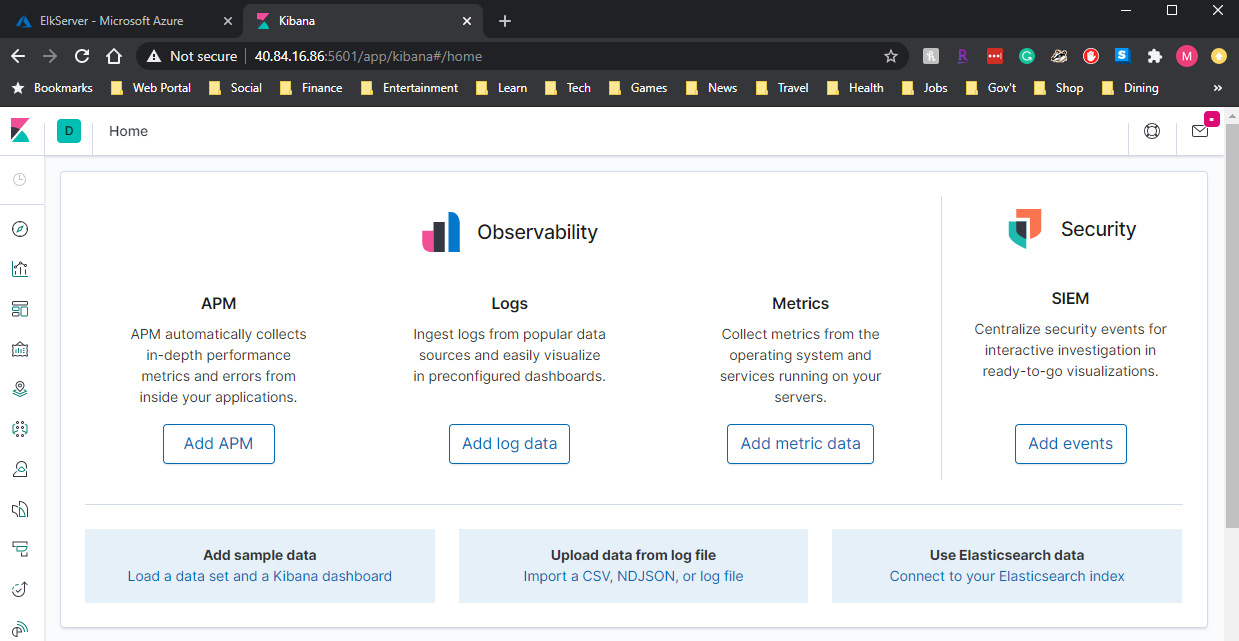 ElkServer - Microsoft Azure
Kibana
Not secure
40.84.16.86:5601/app/kibana#/home
Bookmarks
Web Portal
Social
Finance
Entertainment
Learn
Tech
Games
News
Travel
Health
Jobs
Gov't
Shop
Dining
»
D
Home
Observability
Security
APM
APM automatically collects
in-depth performance
metrics and errors from
inside your applications.
Add APM
Logs
Ingest logs from popular data
sources and easily visualize
in preconfigured dashboards.
Add log data
Metrics
Collect metrics from the
operating system and
services running on your
servers.
Add metric data
SIEM
Centralize security events for
interactive investigation in
ready-to-go visualizations.
Add events
Add sample data
Load a data set and a Kibana dashboard
Upload data from log file
Import a CSV, NDJSON, or log file
Use Elasticsearch data
Connect to your Elasticsearch index